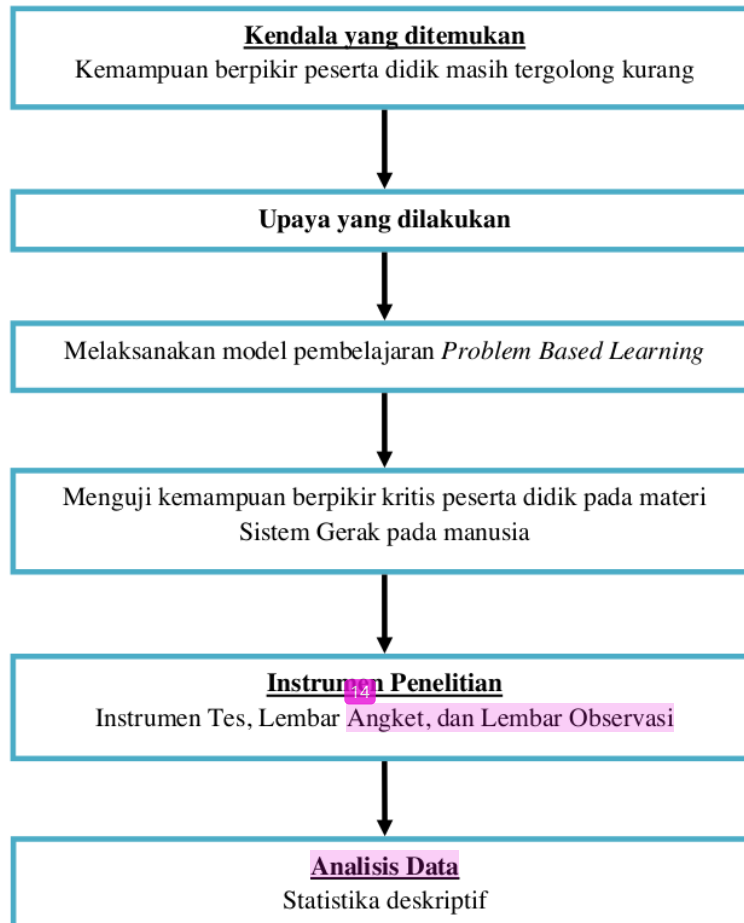 Kendala yang ditemukan
Kemampuan berpikir peserta didik masih tergolong kurang
Upaya yang dilakukan
Melaksanakan model pembelajaran Problem Based Learning
Menguji kemampuan berpikir kritis peserta didik pada materi
Sistem Gerak pada manusia
Instrumen Penelitian
14
Instrumen Tes, Lembar Angket, dan Lembar Observasi
Analisis Data
Statistika deskriptif